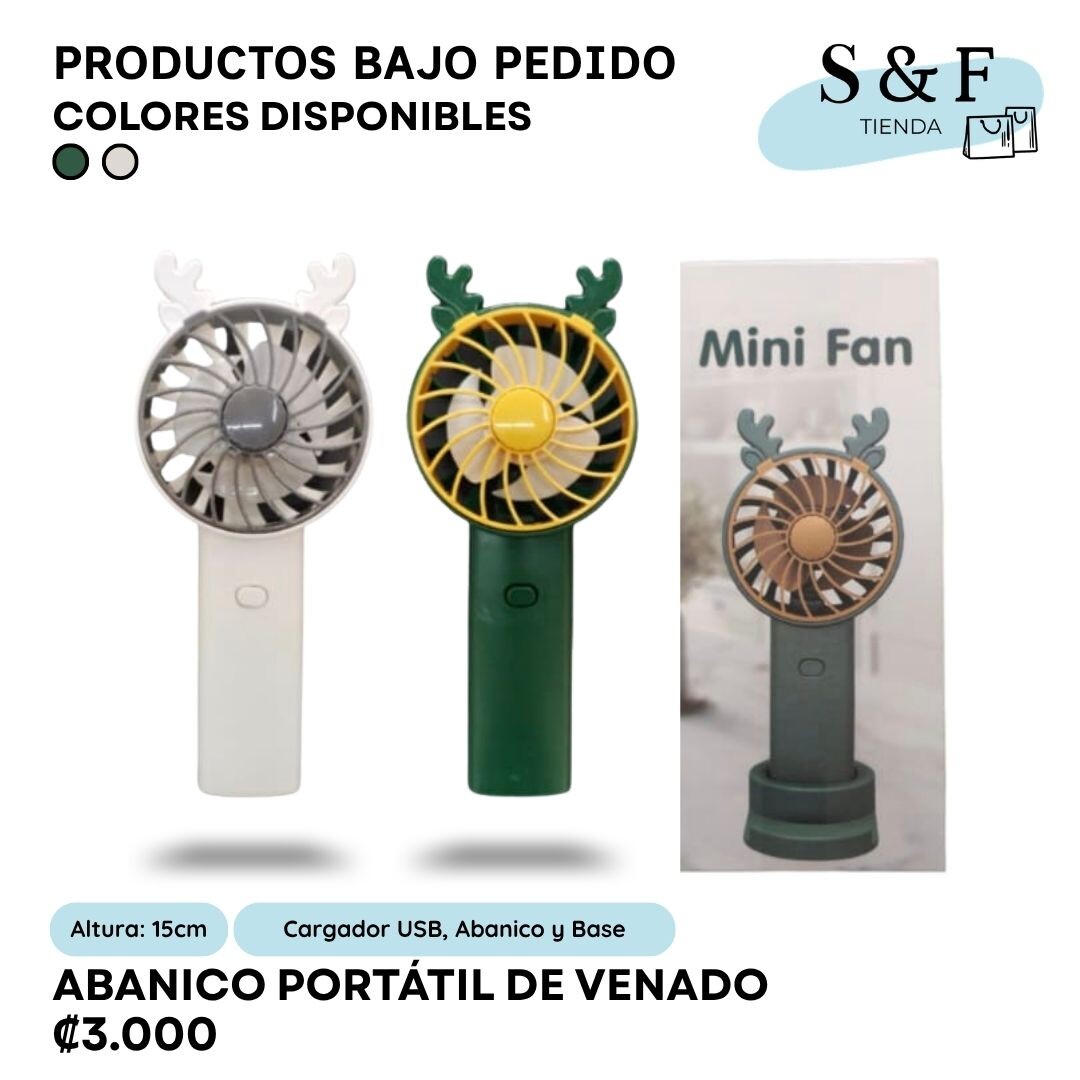 PRODUCTOS BAJO PEDIDO
COLORES DISPONIBLES
S & F
TIENDA
Mini Fan
Altura: 15cm
Cargador USB, Abanico y Base
ABANICO PORTÁTIL DE VENADO
₡3.000